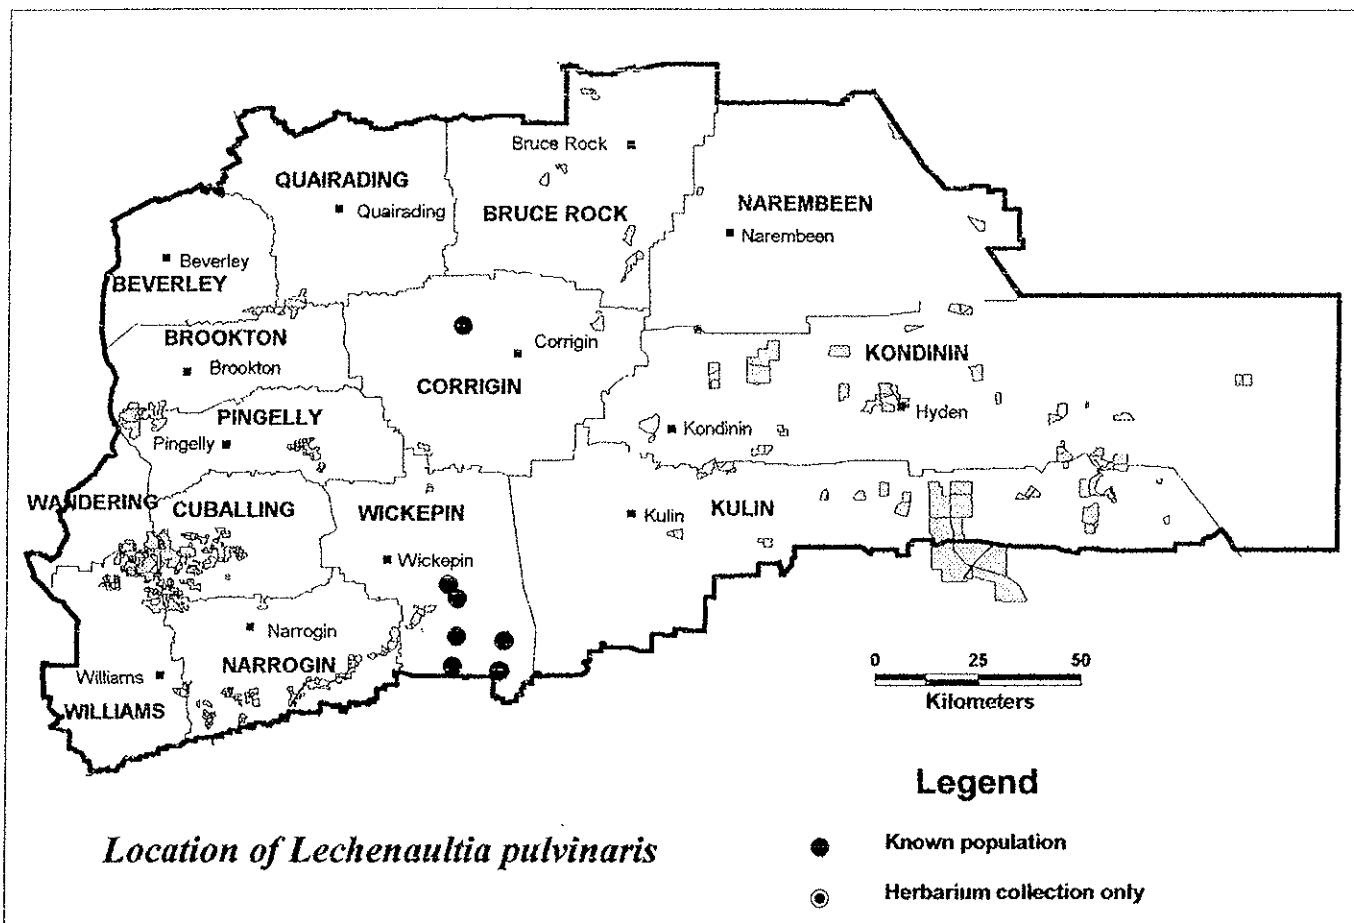 Bruce Rock
QUAIRADING
Quairading
BRUCE ROCK
NAREMBEEN
Narembeen
Beverley
BEVERLEY
BROOKTON
Brookton
Corrigin
CORRIGIN
KONDININ
Hyden
PINGELLY
Pingelly
Kondinin
WANDERING
CUBALLING
WICKEPIN
Kulin
KULIN
Wickepin
Narrogin
NARROGIN
Williams
WILLIAMS
0 25 50
Kilometers
Legend
Location of Lechenaultia pulvinaris
Known population
Herbarium collection only